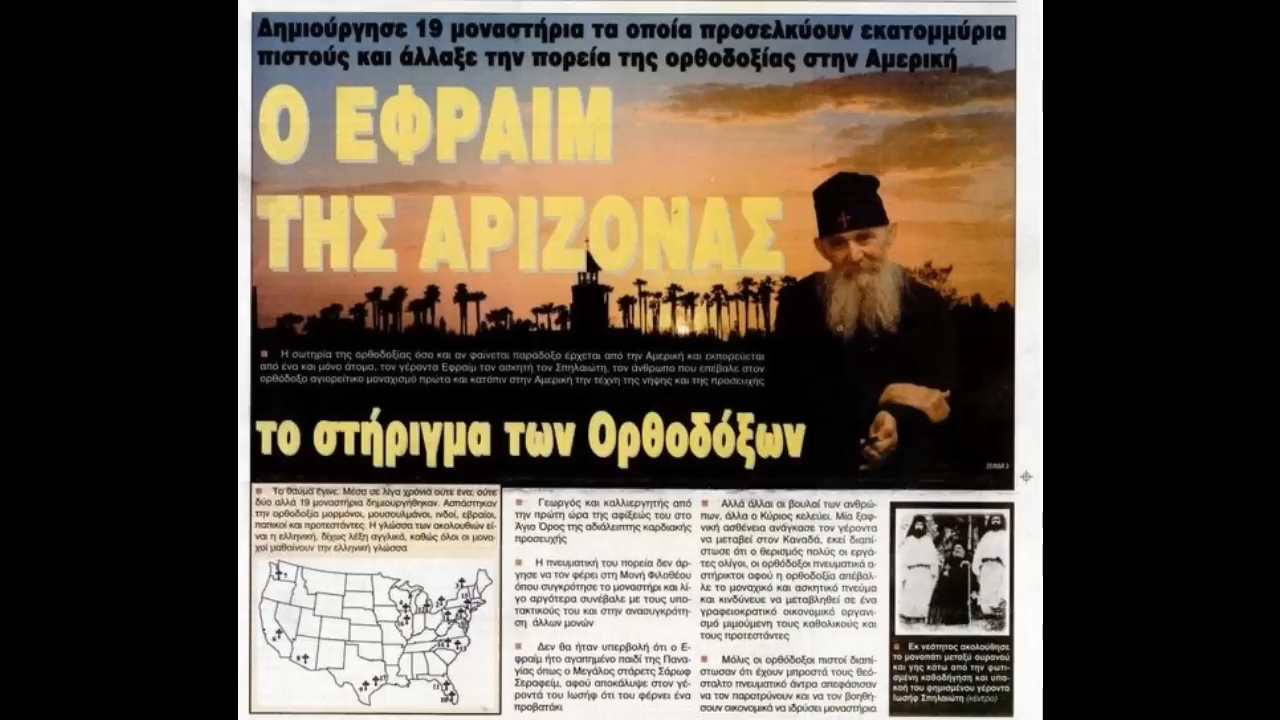 Δημιούργησε 19 μοναστήρια τα οποία προσελκύουν εκατομμύρια
πιστούς και άλλαξε την πορεία της ορθοδοξίας στην Αμερική
Ο ΕΦΡΑΙΜ
ΤΗΣ ΑΡΙΖΟΝΑΣ
Η σωτηρία της ορθοδοξίας όσο και αν φαίνεται παράδοξο έρχεται από την Αμερική και εκπορεύεται
από ένα και μόνο άτομο, τον γέροντα Εφραίμ τον ασκητή τον Σπηλαιώτη, τον άνθρωπο που επέβαλε στον
ορθόδοξο αγιορείτικο μοναχισμό πρώτα και κατόπιν στην Αμερική την τέχνη της νήψης και της προσευχής
το στήριγμα των Ορθοδόξων
Το θαύμα έγινε. Μέσα σε λίγα χρόνια ούτε ένα, ούτε
δύο αλλά 19 μοναστήρια δημιουργήθηκαν. Ασπάστηκαν
την ορθοδοξία μορμόνοι, μουσουλμάνοι, ινδοί, εβραίοι,
παπικοί και προτεστάντες. Η γλώσσα των ακολουθιών εί-
ναι η ελληνική, δίχως λέξη αγγλικά, καθώς όλοι οι μονα-
χοί μαθαίνουν την ελληνική γλώσσα
Γεωργός και καλλιεργητής από
την πρώτη ώρα της αφίξεώς του στο
Άγιο Όρος της αδιάλειπτης καρδιακής
προσευχής
Η πνευματική του πορεία δεν άρ-
γησε να τον φέρει στη Μονή Φιλοθέου
όπου συγκρότησε το μοναστήρι και λί-
γο αργότερα συνέβαλε με τους υπο-
τακτικούς του και στην ανασυγκρότη-
ση άλλων μονών
Δεν θα ήταν υπερβολή ότι ο Ε-
φραίμ ήτο αγαπημένο παιδί της Πανα-
γίας όπως ο Μεγάλος στάρετς Σάρωφ
Σεραφείμ, αφού αποκάλυψε στον γέ-
ροντά του Ιωσήφ ότι του φέρνει ένα
προβατάκι
Αλλά άλλαι αι βουλαί των ανθρώ-
πων, άλλα ο Κύριος κελεύει. Μία ξαφ-
νική ασθένεια ανάγκασε τον γέροντα
να μεταβεί στον Καναδά, εκεί διαπί-
στωσε ότι ο θερισμός πολύς οι εργά-
τες ολίγοι, οι ορθόδοξοι πνευματικά α-
στήρικτοι αφού η ορθοδοξία απέβαλ-
λε το μοναχικό και ασκητικό πνεύμα
και κινδύνευε να μεταβληθεί σε ένα
γραφειοκρατικό οικονομικό οργανι-
σμό μιμούμενη τους καθολικούς και
τους προτεστάντες
Μόλις οι ορθόδοξοι πιστοί διαπί-
στωσαν ότι έχουν μπροστά τους θεό-
σταλτο πνευματικό άντρα απεφάσισαν
να τον παροτρύνουν και να τον βοηθή-
σουν οικονομικά να ιδρύσει μοναστήρια
Εκ νεότητος ακολούθησε
το μονοπάτι μεταξύ ουρανού
και γης κάτω από την φωτι-
σμένη καθοδήγηση και υπα-
κοή του φημισμένου γέροντα
Ιωσήφ Σπηλαιώτη (κέντρο)